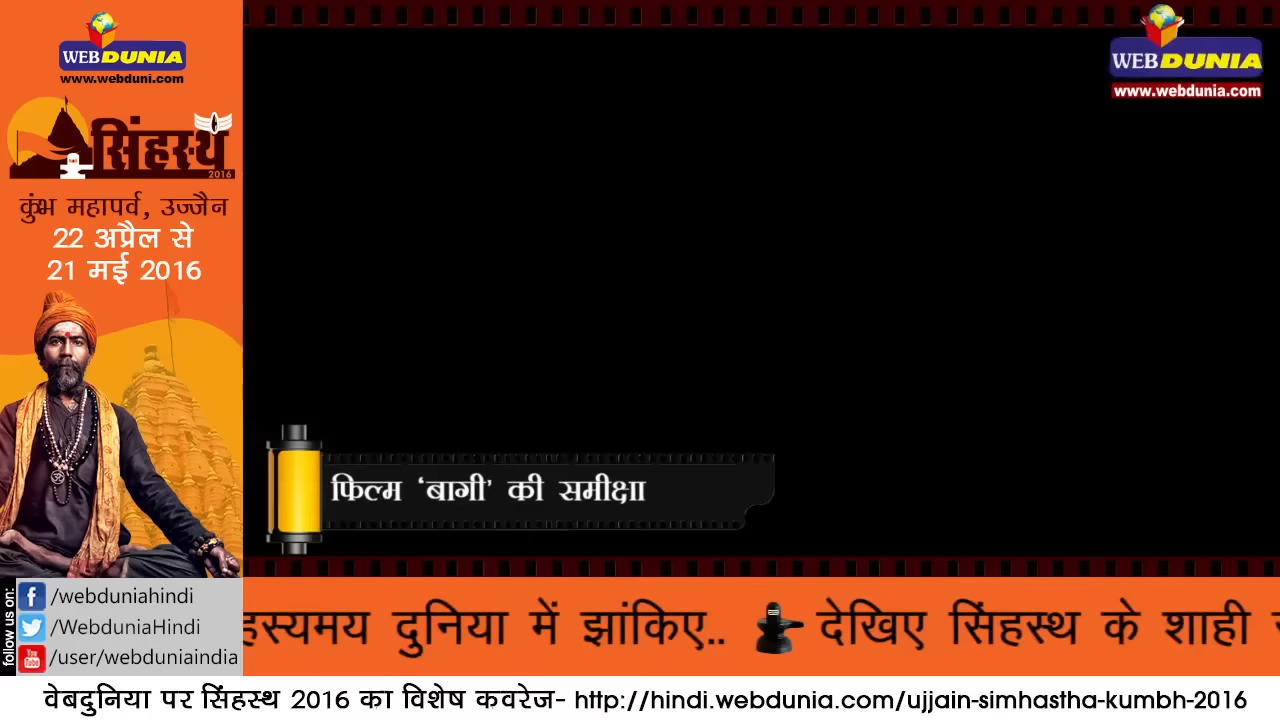 WEBDUNIA
www.webduni.com
सिंहस्थ
2016
कुंभ महापर्व, उज्जैन
22 अप्रैल से
21 मई 2016
WEBDUNIA
www.webdunia.com
फिल्म ‘बागी’ की समीक्षा
follow us on:
/webduniahindi
/WebduniaHindi
You Tube /user/webduniaindia
हस्यमय दुनिया में झांकिए.. देखिए सिंहस्थ के शाही
वेबदुनिया पर सिंहस्थ 2016 का विशेष कवरेज- http://hindi.webdunia.com/ujjain-simhastha-kumbh-2016